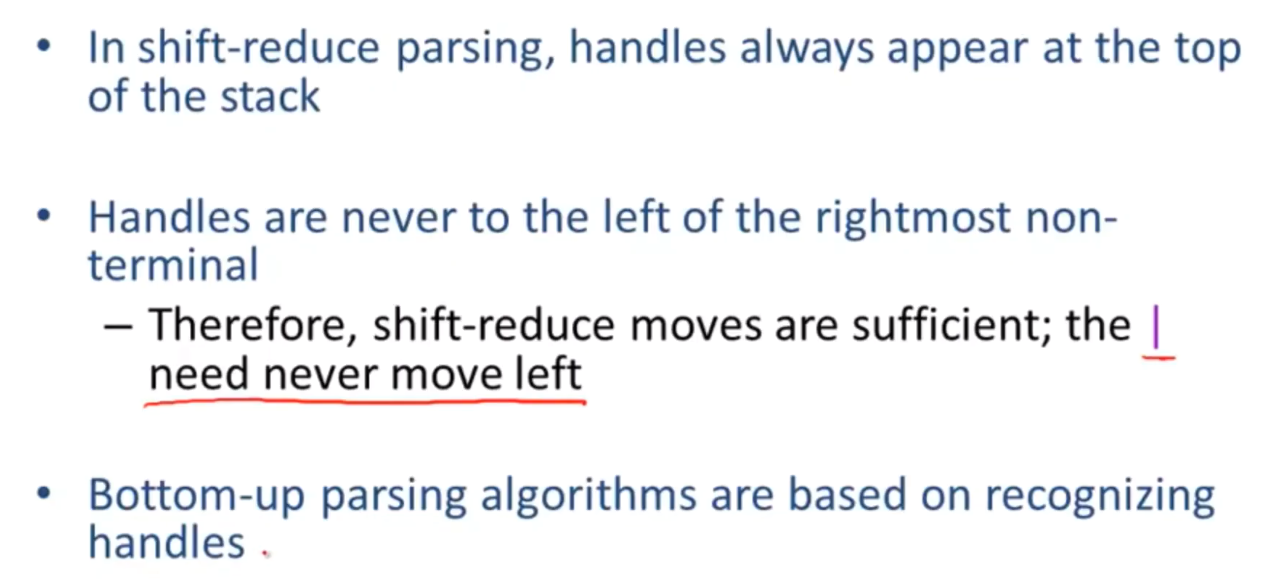 • In shift-reduce parsing, handles always appear at the top
of the stack
• Handles are never to the left of the rightmost non-
terminal
– Therefore, shift-reduce moves are sufficient; the |
need never move left
• Bottom-up parsing algorithms are based on recognizing
handles .